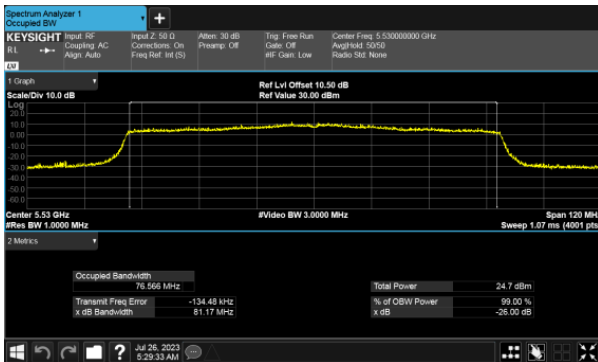 Spectrum Analyzer 1
Occupied BW
KEYSIGHT
RL
Input: RF
Coupling: AC
Align: Auto
Input Z: 50 Ω
Corrections: On
Freq Ref: Int (S)
Atten: 30 dB
Preamp: Off
Trig: Free Run
Gate: Off
#IF Gain: Low
Center Freq: 5.530000000 GHz
Avg|Hold: 50/50
Radio Std: None
LM
1 Graph
Scale/Div 10.0 dB
Ref Lvl Offset 10.50 dB
Ref Value 30.00 dBm
Log
20.0
10.0
0.00
-10.0
-20.0
-30.0
-40.0
-50.0
-60.0
Center 5.53 GHz
#Res BW 1.0000 MHz
#Video BW 3.0000 MHz
Span 120 MH
Sweep 1.07 ms (4001 pts
2 Metrics
Occupied Bandwidth
76.566 MHz
Transmit Freq Error -134.48 kHz
x dB Bandwidth 81.17 MHz
Total Power 24.7 dBm
% of OBW Power 99.00 %
x dB -26.00 dB
?
Jul 26, 2023
5:29:33 AM